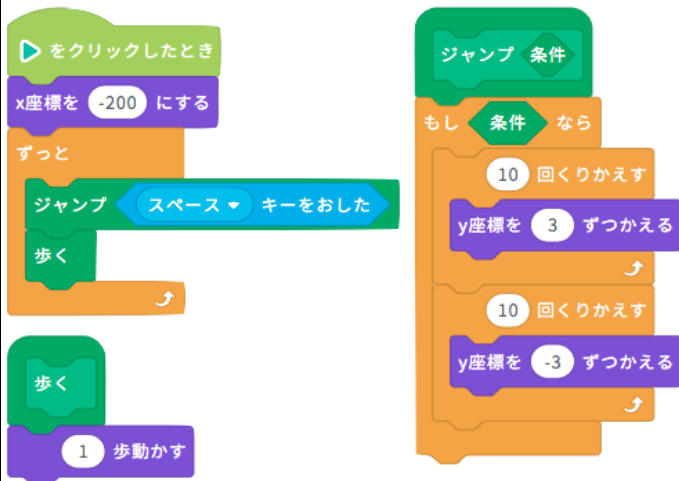 をクリックしたとき
x座標を -200 にする
ずっと
ジャンプ スペース キーをおした
歩く
歩く
1 歩動かす
ジャンプ 条件
もし 条件 なら
10 回くりかえす
y座標を 3 ずつかえる
10 回くりかえす
y座標を -3 ずつかえる